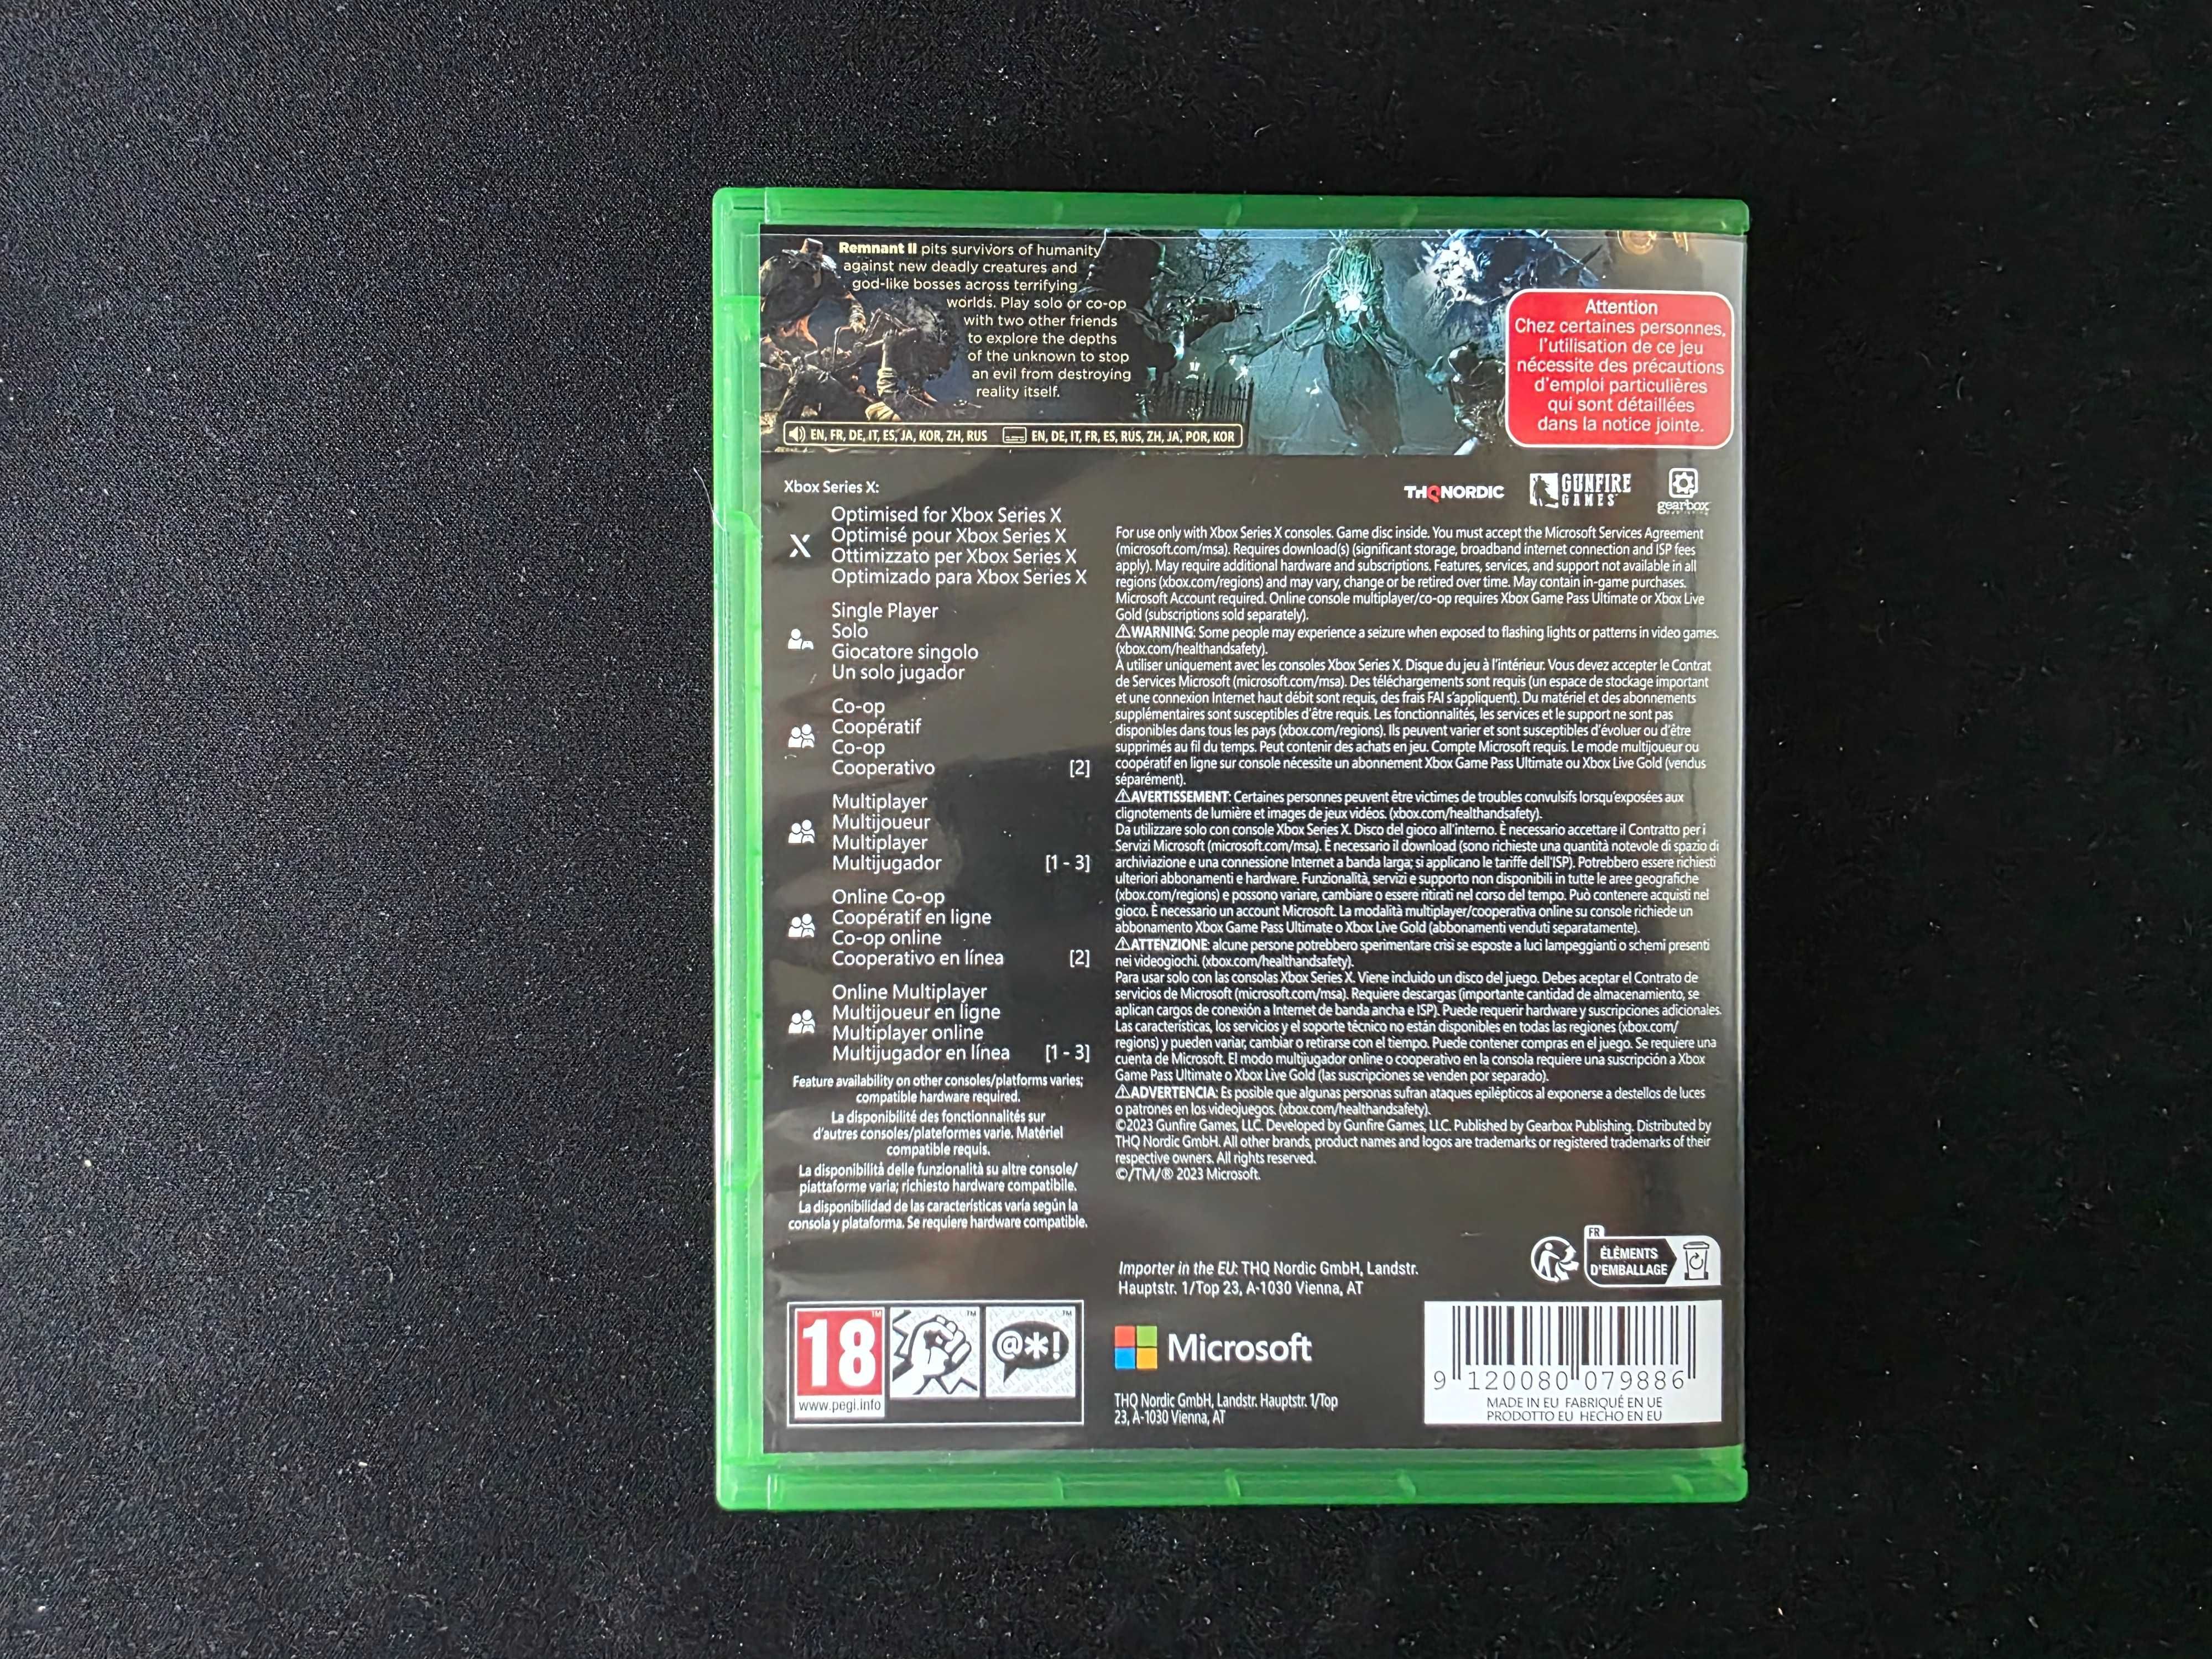 Remnant II pits survivors of humanity
against new deadly creatures and
god-like bosses across terrifying
worlds. Play solo or co-op
with two other friends
to explore the depths
of the unknown to stop
an evil from destroying
reality itself.
EN, FR, DE, IT, ES, JA, KOR, ZH, RUS
EN, DE, IT, FR, ES, RUS, ZH, JA, POR, KOR
Attention
Chez certaines personnes,
l'utilisation de ce jeu
nécessite des précautions
d'emploi particulières
qui sont détaillées
dans la notice jointe.
Xbox Series X:
Optimised for Xbox Series X
Optimisé pour Xbox Series X
Ottimizzato per Xbox Series X
Optimizado para Xbox Series X
Single Player
Solo
Giocatore singolo
Un solo jugador
Co-op
Coopératif
Co-op
Cooperativo [2]
Multiplayer
Multijoueur
Multiplayer
Multijugador [1 - 3]
Online Co-op
Coopératif en ligne
Co-op online
Cooperativo en línea [2]
Online Multiplayer
Multijoueur en ligne
Multiplayer online
Multijugador en línea [1 - 3]
Feature availability on other consoles/platforms varies;
compatible hardware required.
La disponibilité des fonctionnalités sur
d'autres consoles/plateformes varie. Matériel
compatible requis.
La disponibilità delle funzionalità su altre console/
piattaforme varia; richiesto hardware compatibile.
La disponibilidad de las características varía según la
consola y plataforma. Se requiere hardware compatible.
THQ NORDIC
GUNFIRE
GAMES
gearbox
For use only with Xbox Series X consoles. Game disc inside. You must accept the Microsoft Services Agreement
(microsoft.com/msa). Requires download(s) (significant storage, broadband internet connection and ISP fees
apply). May require additional hardware and subscriptions. Features, services, and support not available in all
regions (xbox.com/regions) and may vary, change or be retired over time. May contain in-game purchases.
Microsoft Account required. Online console multiplayer/co-op requires Xbox Game Pass Ultimate or Xbox Live
Gold (subscriptions sold separately).
⚠WARNING: Some people may experience a seizure when exposed to flashing lights or patterns in video games.
(xbox.com/healthandsafety).
À utiliser uniquement avec les consoles Xbox Series X. Disque du jeu à l'intérieur. Vous devez accepter le Contrat
de Services Microsoft (microsoft.com/msa). Des téléchargements sont requis (un espace de stockage important
et une connexion Internet haut débit sont requis, des frais FAI s'appliquent). Du matériel et des abonnements
supplémentaires sont susceptibles d'être requis. Les fonctionnalités, les services et le support ne sont pas
disponibles dans tous les pays (xbox.com/regions). Ils peuvent varier et sont susceptibles d'évoluer ou d'être
supprimés au fil du temps. Peut contenir des achats en jeu. Compte Microsoft requis. Le mode multijoueur ou
coopératif en ligne sur console nécessite un abonnement Xbox Game Pass Ultimate ou Xbox Live Gold (vendus
séparément).
⚠AVERTISSEMENT: Certaines personnes peuvent être victimes de troubles convulsifs lorsqu'exposées aux
clignotements de lumière et images de jeux vidéos. (xbox.com/healthandsafety).
Da utilizzare solo con console Xbox Series X. Disco del gioco all'interno. È necessario accettare il Contratto per i
Servizi Microsoft (microsoft.com/msa). È necessario il download (sono richieste una quantità notevole di spazio di
archiviazione e una connessione Internet a banda larga; si applicano le tariffe dell'ISP). Potrebbero essere richiesti
ulteriori abbonamenti e hardware. Funzionalità, servizi e supporto non disponibili in tutte le aree geografiche
(xbox.com/regions) e possono variare, cambiare o essere ritirati nel corso del tempo. Può contenere acquisti nel
gioco. È necessario un account Microsoft. La modalità multiplayer/cooperativa online su console richiede un
abbonamento Xbox Game Pass Ultimate o Xbox Live Gold (abbonamenti venduti separatamente).
⚠ATTENZIONE: alcune persone potrebbero sperimentare crisi se esposte a luci lampeggianti o schemi presenti
nei videogiochi. (xbox.com/healthandsafety).
Para usar solo con las consolas Xbox Series X. Viene incluido un disco del juego. Debes aceptar el Contrato de
servicios de Microsoft (microsoft.com/msa). Requiere descargas (importante cantidad de almacenamiento, se
aplican cargos de conexión a Internet de banda ancha e ISP). Puede requerir hardware y suscripciones adicionales.
Las características, los servicios y el soporte técnico no están disponibles en todas las regiones (xbox.com/
regions) y pueden variar, cambiar o retirarse con el tiempo. Puede contener compras en el juego. Se requiere una
cuenta de Microsoft. El modo multijugador online o cooperativo en la consola requiere una suscripción a Xbox
Game Pass Ultimate o Xbox Live Gold (las suscripciones se venden por separado).
⚠ADVERTENCIA: Es posible que algunas personas sufran ataques epilépticos al exponerse a destellos de luces
o patrones en los videojuegos. (xbox.com/healthandsafety).
©2023 Gunfire Games, LLC. Developed by Gunfire Games, LLC. Published by Gearbox Publishing. Distributed by
THQ Nordic GmbH. All other brands, product names and logos are trademarks or registered trademarks of their
respective owners. All rights reserved.
©/TM/® 2023 Microsoft.
Importer in the EU: THQ Nordic GmbH, Landstr.
Hauptstr. 1/Top 23, A-1030 Vienna, AT
FR
ÉLÉMENTS
D'EMBALLAGE
18
www.pegi.info
@*!
Microsoft
THQ Nordic GmbH, Landstr. Hauptstr. 1/Top
23, A-1030 Vienna, AT
9 120080 079886
MADE IN EU FABRIQUÉ EN UE
PRODOTTO EU HECHO EN EU